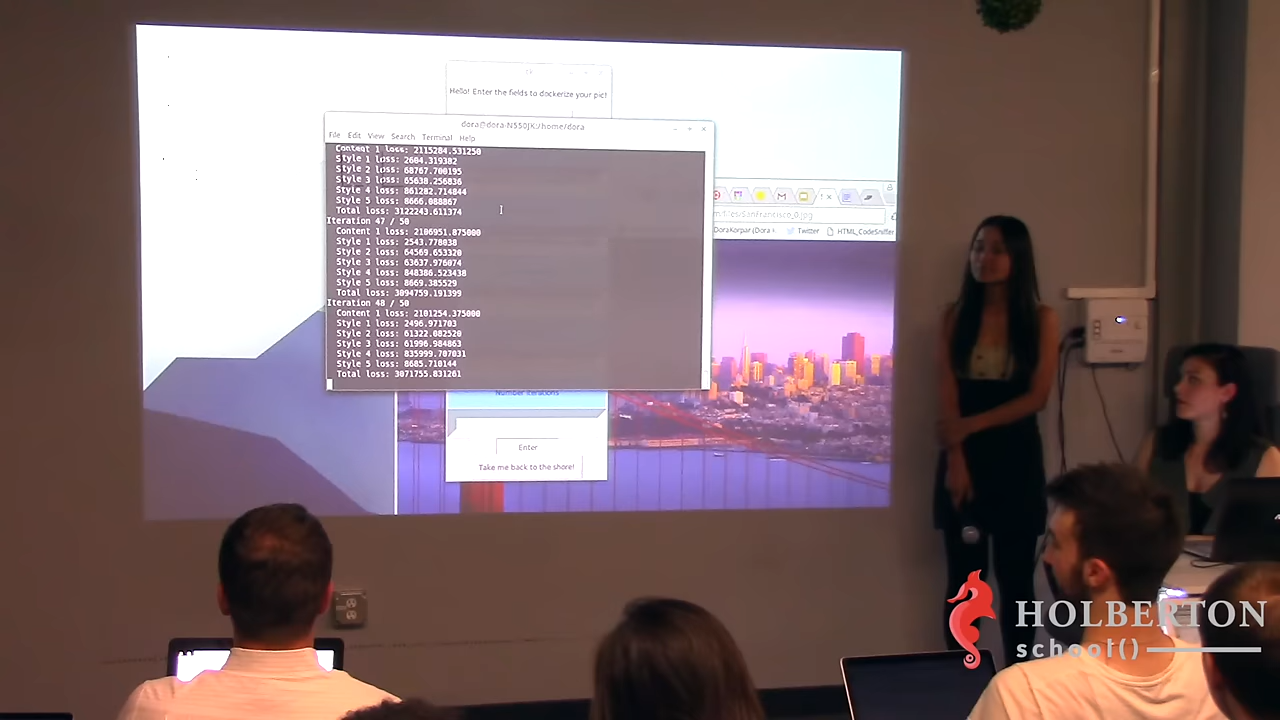 Hello! Enter the fields to dockerize your pic!
dora@dora-N550JK:/home/dora
File Edit View Search Terminal Help
Content 1 loss: 2115284.531250
Style 1 loss: 2604.319382
Style 2 loss: 68767.700195
Style 3 loss: 65638.256836
Style 4 loss: 861282.714844
Style 5 loss: 8666.088867
Total loss: 3122243.611374
Iteration 47 / 50
Content 1 loss: 2106951.875000
Style 1 loss: 2543.778038
Style 2 loss: 64569.653320
Style 3 loss: 63637.976074
Style 4 loss: 848386.523438
Style 5 loss: 8669.385529
Total loss: 3094759.191399
Iteration 48 / 50
Content 1 loss: 2101254.375000
Style 1 loss: 2496.971703
Style 2 loss: 61322.082520
Style 3 loss: 61996.984863
Style 4 loss: 835999.707031
Style 5 loss: 8685.710144
Total loss: 3071755.831261
files/SanFrancisco_0.jpg
DoraKorpar (Dora Twitter HTML_CodeSniffer
Number Iterations
Enter
Take me back to the shore!
HOLBERTON
school()